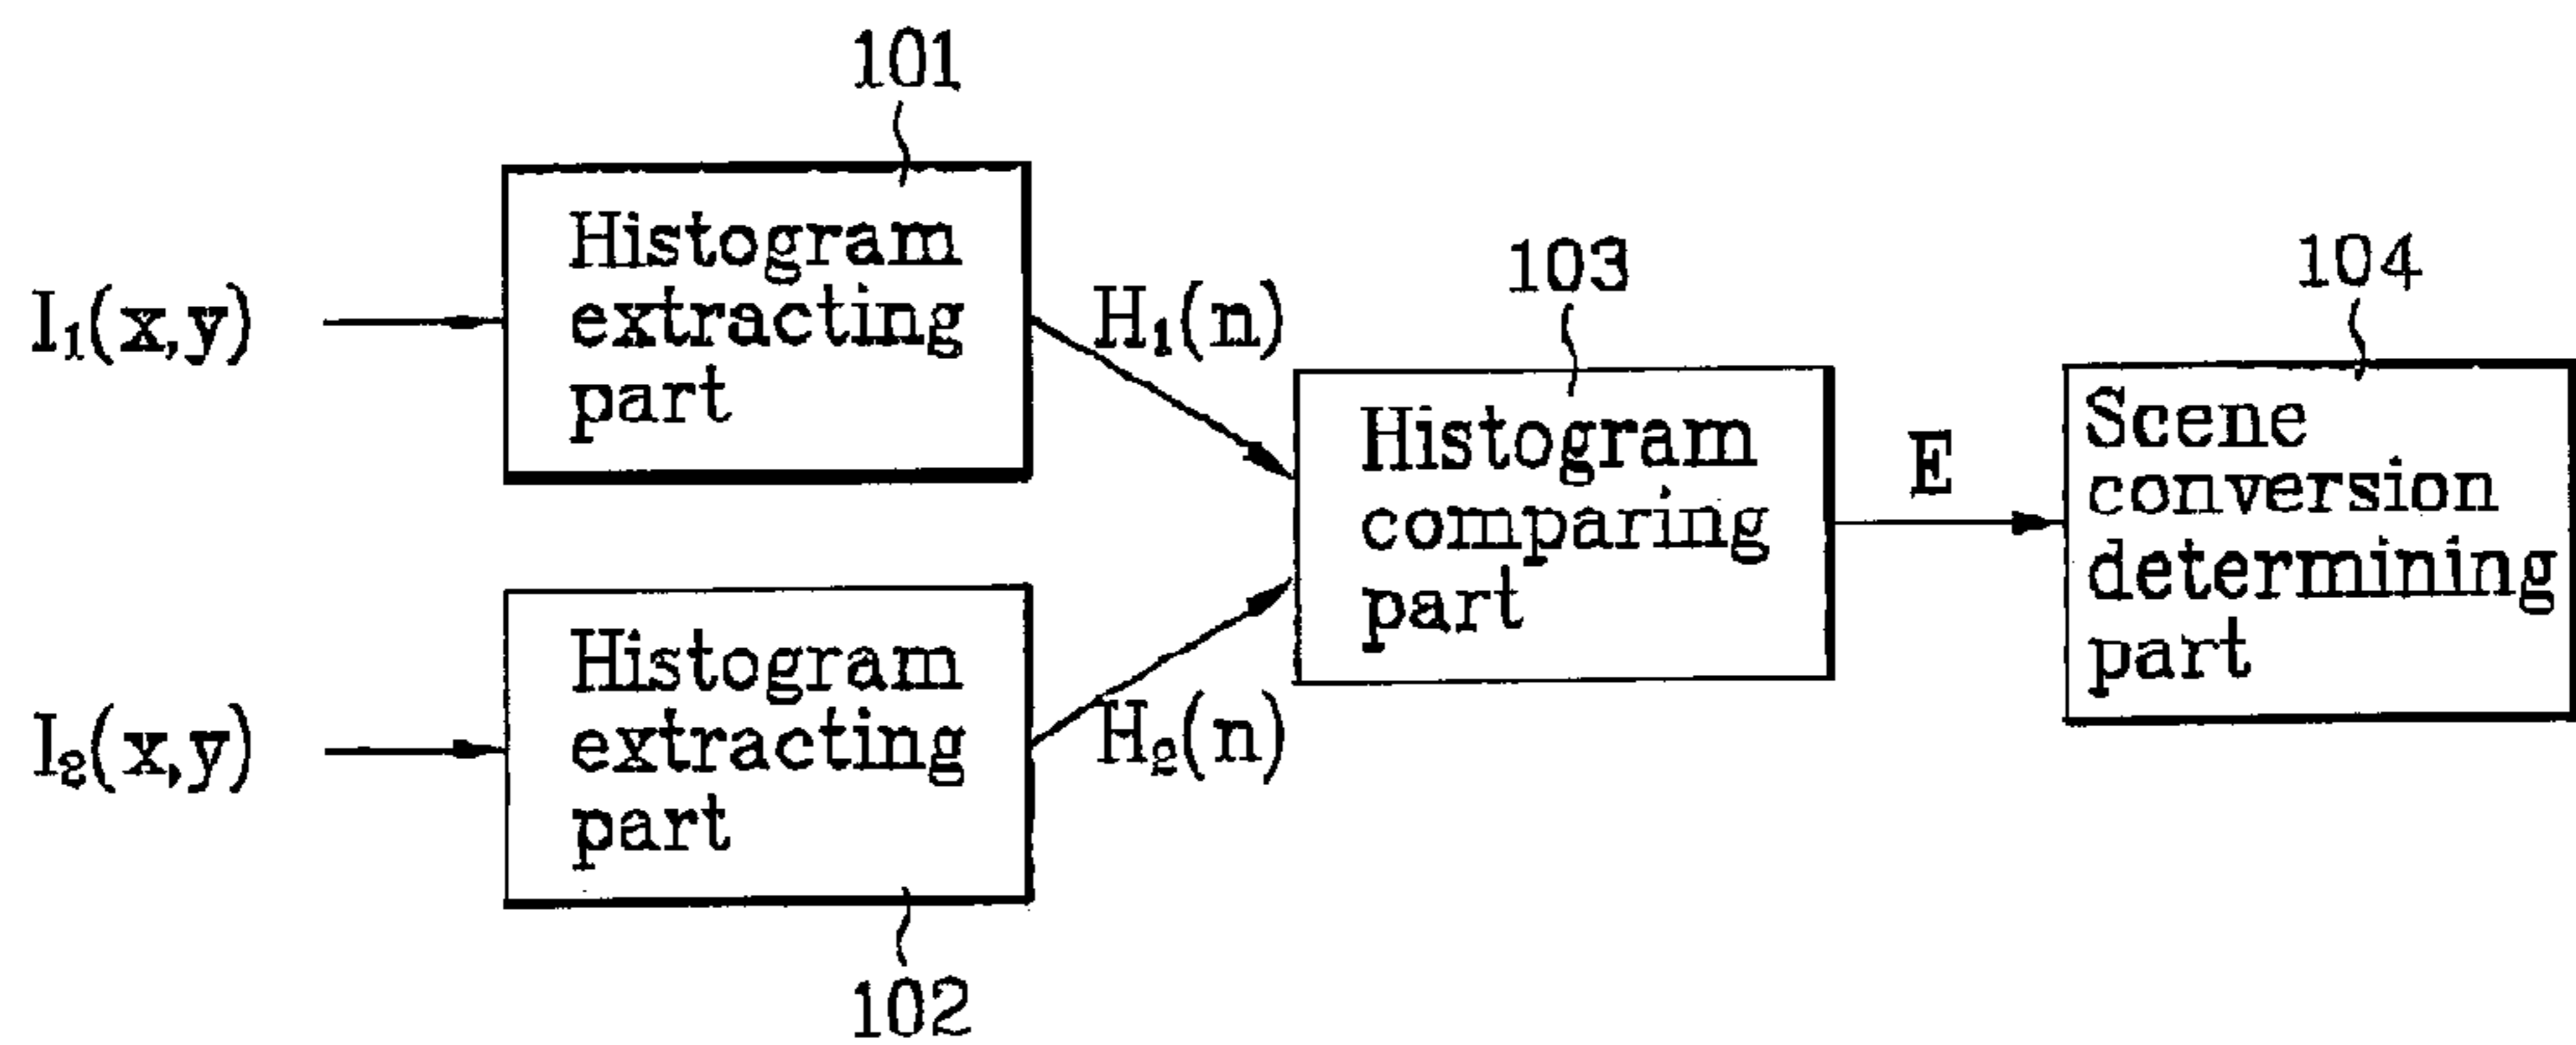 101
Histogram
extracting
part
I₁(x,y)
H₁(n)
103
Histogram
comparing
part
E
104
Scene
conversion
determining
part
I₂(x,y)
Histogram
extracting
part
H₂(n)
102